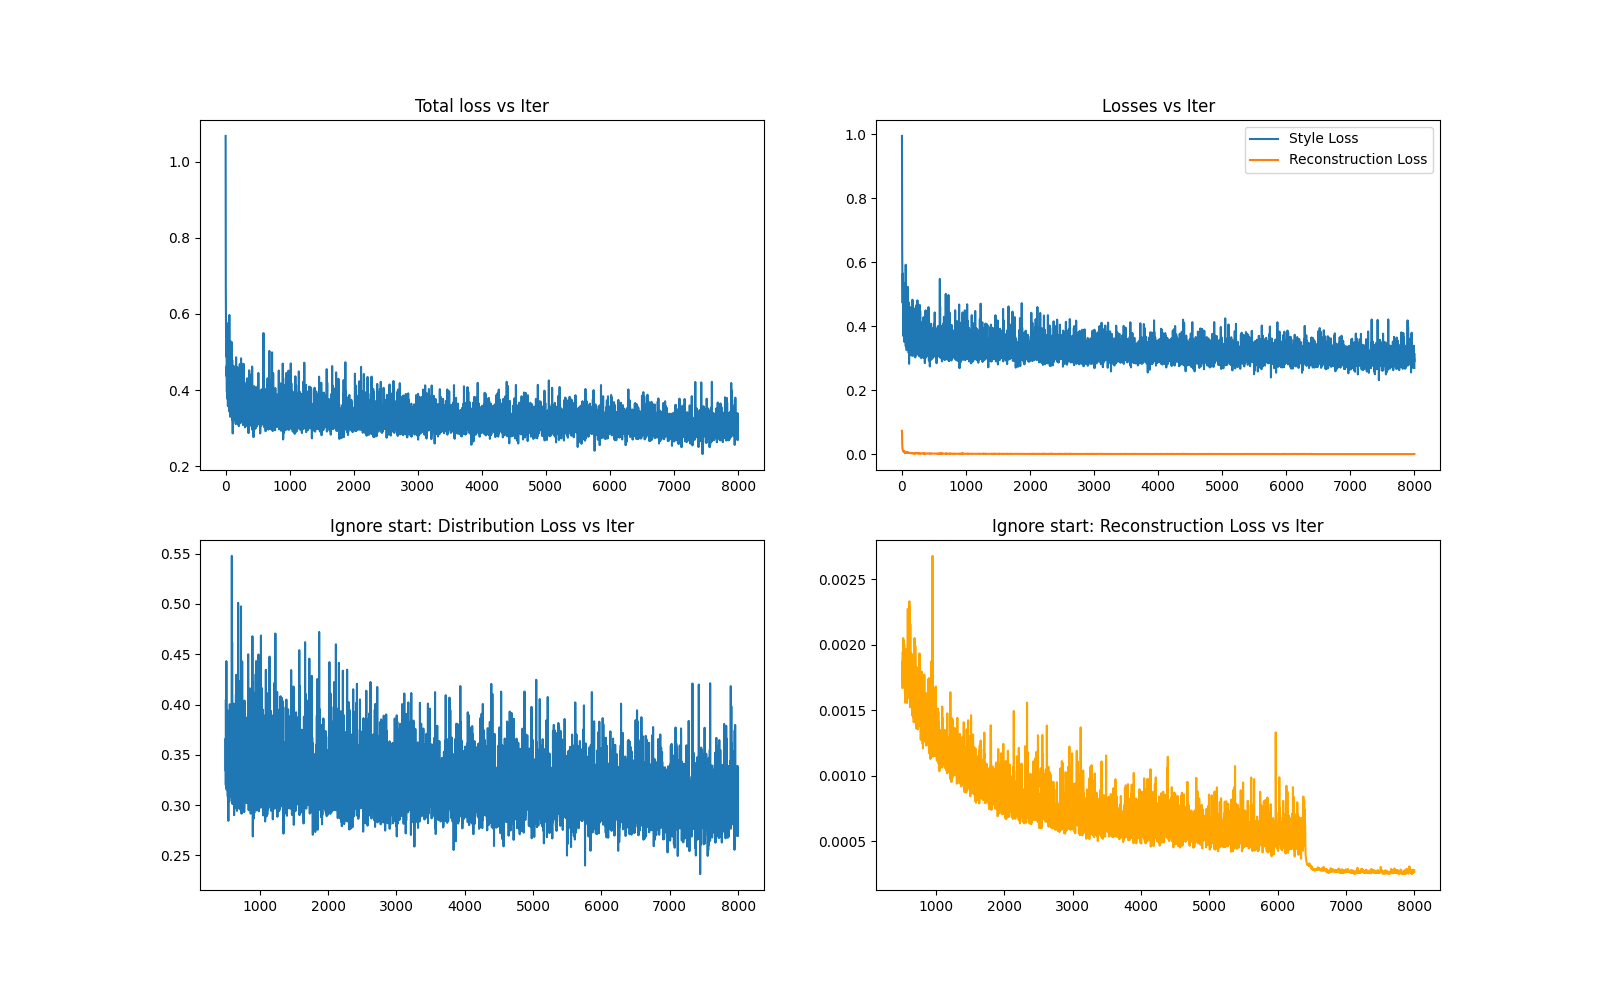 Total loss vs Iter
1.0
0.8
0.6
0.4
0.2
0 1000 2000 3000 4000 5000 6000 7000 8000
Losses vs Iter
Style Loss
Reconstruction Loss
1.0
0.8
0.6
0.4
0.2
0.0
0 1000 2000 3000 4000 5000 6000 7000 8000
Ignore start: Distribution Loss vs Iter
0.55
0.50
0.45
0.40
0.35
0.30
0.25
1000 2000 3000 4000 5000 6000 7000 8000
Ignore start: Reconstruction Loss vs Iter
0.0025
0.0020
0.0015
0.0010
0.0005
1000 2000 3000 4000 5000 6000 7000 8000